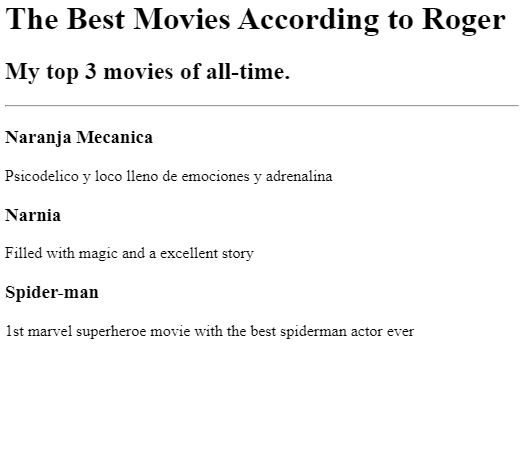 The Best Movies According to Roger
My top 3 movies of all-time.
Naranja Mecanica
Psicodelico y loco lleno de emociones y adrenalina
Narnia
Filled with magic and a excellent story
Spider-man
1st marvel superheroe movie with the best spiderman actor ever